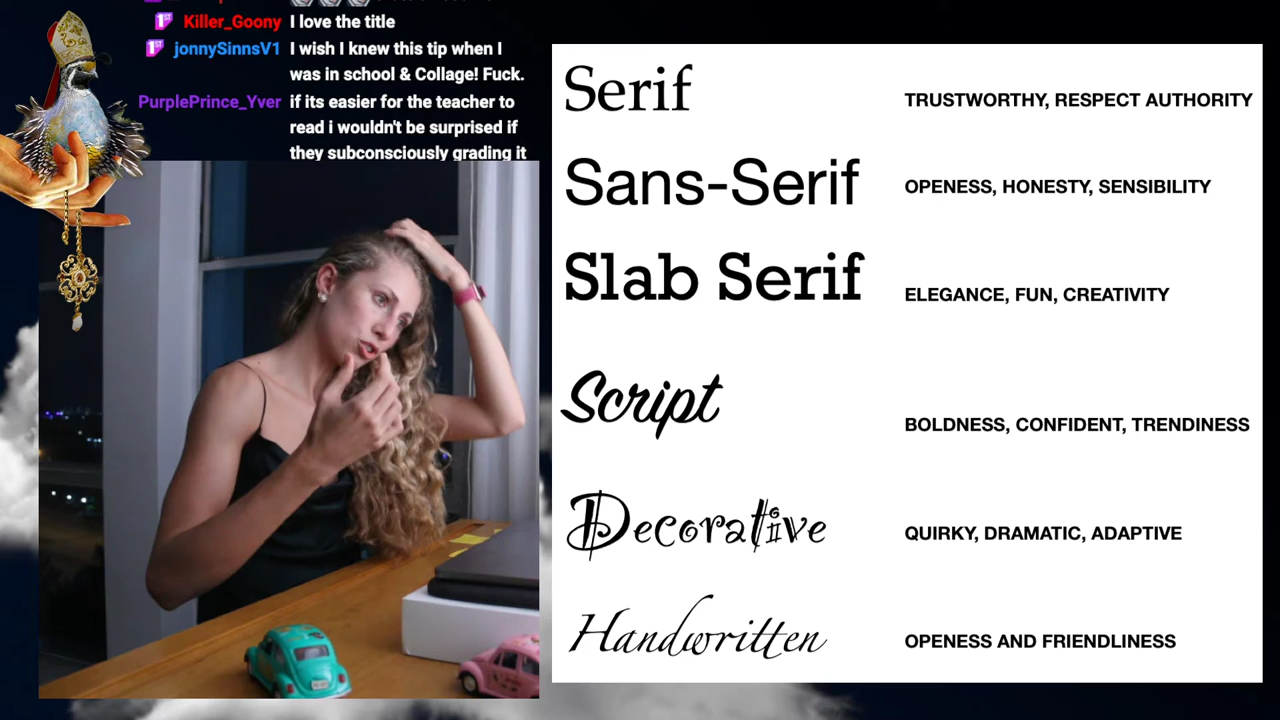 Killer_Goony I love the title
jonnySinnsV1 I wish I knew this tip when I
was in school & Collage! Fuck.
PurplePrince_Yver if its easier for the teacher to
read i wouldn't be surprised if
they subconsciously grading it
Serif TRUSTWORTHY, RESPECT AUTHORITY
Sans-Serif OPENESS, HONESTY, SENSIBILITY
Slab Serif ELEGANCE, FUN, CREATIVITY
Script BOLDNESS, CONFIDENT, TRENDINESS
Decorative QUIRKY, DRAMATIC, ADAPTIVE
Handwritten OPENESS AND FRIENDLINESS